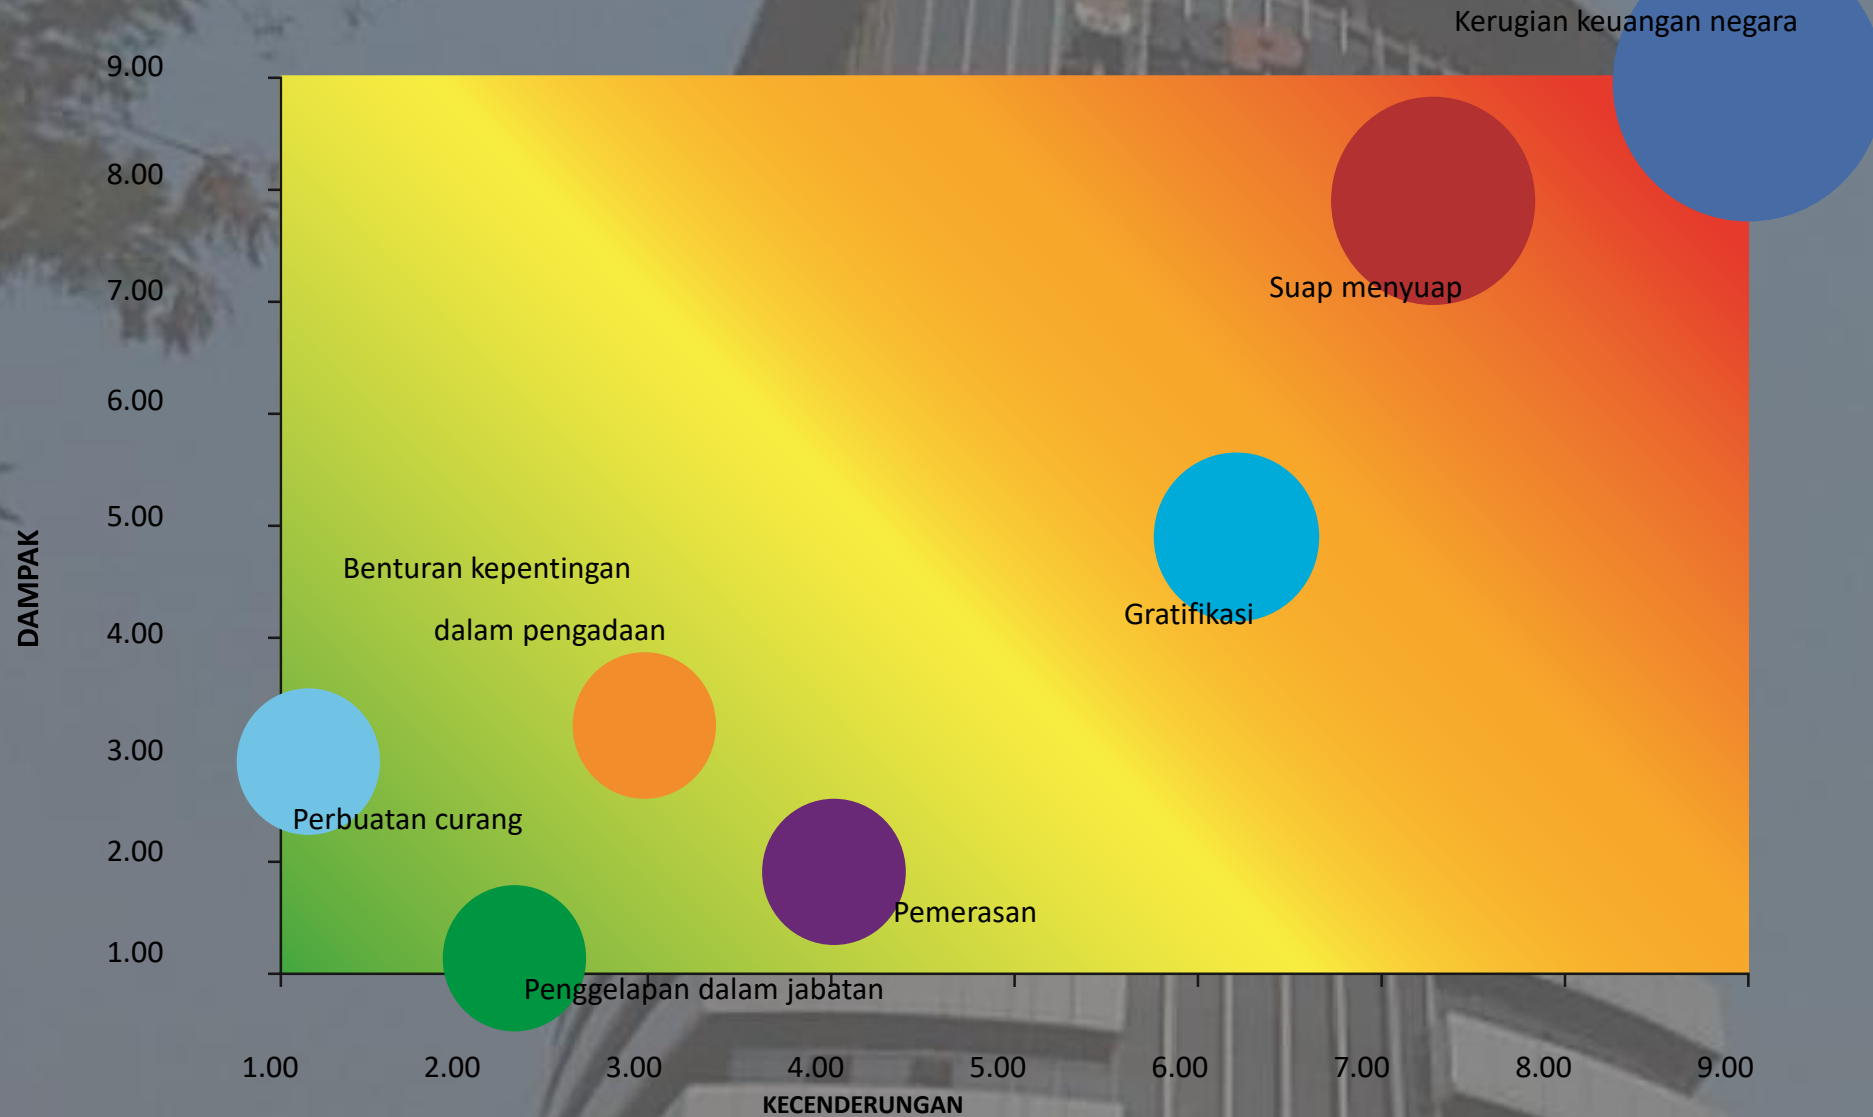 Kerugian keuangan negara
9.00
8.00
7.00
Suap menyuap
6.00
5.00
DAMPAK
Benturan kepentingan
dalam pengadaan
Gratifikasi
4.00
3.00
Perbuatan curang
2.00
Pemerasan
1.00
Penggelapan dalam jabatan
1.00 2.00 3.00 4.00 5.00 6.00 7.00 8.00 9.00
KECENDERUNGAN